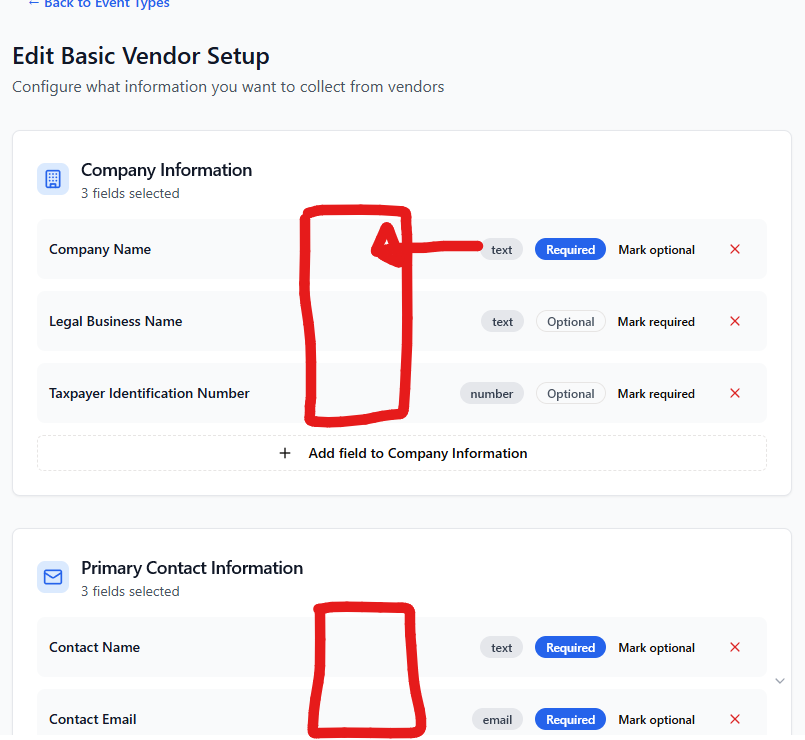 ← Back to Event Types
Edit Basic Vendor Setup
Configure what information you want to collect from vendors
Company Information
3 fields selected
Company Name text Required Mark optional ×
Legal Business Name text Optional Mark required ×
Taxpayer Identification Number number Optional Mark required ×
+ Add field to Company Information
Primary Contact Information
3 fields selected
Contact Name text Required Mark optional ×
Contact Email email Required Mark optional ×